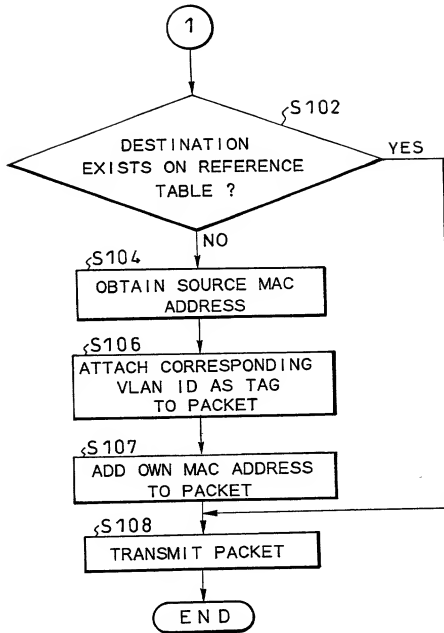 1
S102
DESTINATION
EXISTS ON REFERENCE
TABLE ?
YES
NO
S104
OBTAIN SOURCE MAC
ADDRESS
S106
ATTACH CORRESPONDING
VLAN ID AS TAG
TO PACKET
S107
ADD OWN MAC ADDRESS
TO PACKET
S108
TRANSMIT PACKET
END